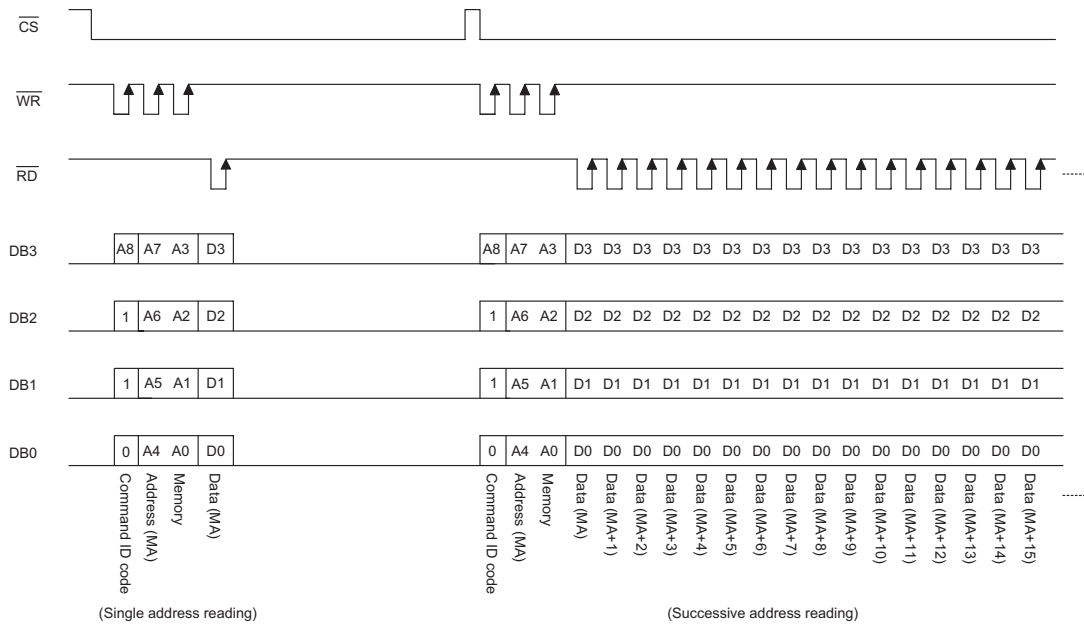 CS
WR
RD
DB3 A8 A7 A3 D3 A8 A7 A3 D3 D3 D3 D3 D3 D3 D3 D3 D3 D3 D3 D3 D3 D3 D3 D3
DB2 1 A6 A2 D2 1 A6 A2 D2 D2 D2 D2 D2 D2 D2 D2 D2 D2 D2 D2 D2 D2 D2 D2
DB1 1 A5 A1 D1 1 A5 A1 D1 D1 D1 D1 D1 D1 D1 D1 D1 D1 D1 D1 D1 D1 D1 D1
DB0 0 A4 A0 D0 0 A4 A0 D0 D0 D0 D0 D0 D0 D0 D0 D0 D0 D0 D0 D0 D0 D0 D0
Command ID code
Address (MA)
Memory
Data (MA)
Command ID code
Address (MA)
Memory
Data (MA)
Data (MA+1)
Data (MA+2)
Data (MA+3)
Data (MA+4)
Data (MA+5)
Data (MA+6)
Data (MA+7)
Data (MA+8)
Data (MA+9)
Data (MA+10)
Data (MA+11)
Data (MA+12)
Data (MA+13)
Data (MA+14)
Data (MA+15)
(Single address reading)
(Successive address reading)